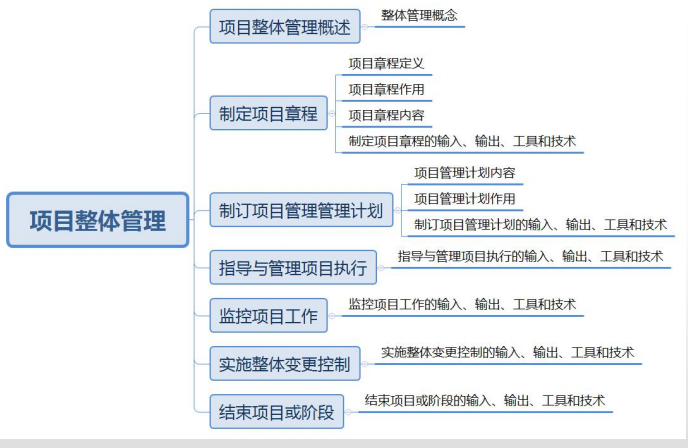 项目整体管理
项目整体管理概述
整体管理概念
制定项目章程
项目章程定义
项目章程作用
项目章程内容
制定项目章程的输入、输出、工具和技术
制订项目管理管理计划
项目管理计划内容
项目管理计划作用
制订项目管理计划的输入、输出、工具和技术
指导与管理项目执行
指导与管理项目执行的输入、输出、工具和技术
监控项目工作
监控项目工作的输入、输出、工具和技术
实施整体变更控制
实施整体变更控制的输入、输出、工具和技术
结束项目或阶段
结束项目或阶段的输入、输出、工具和技术